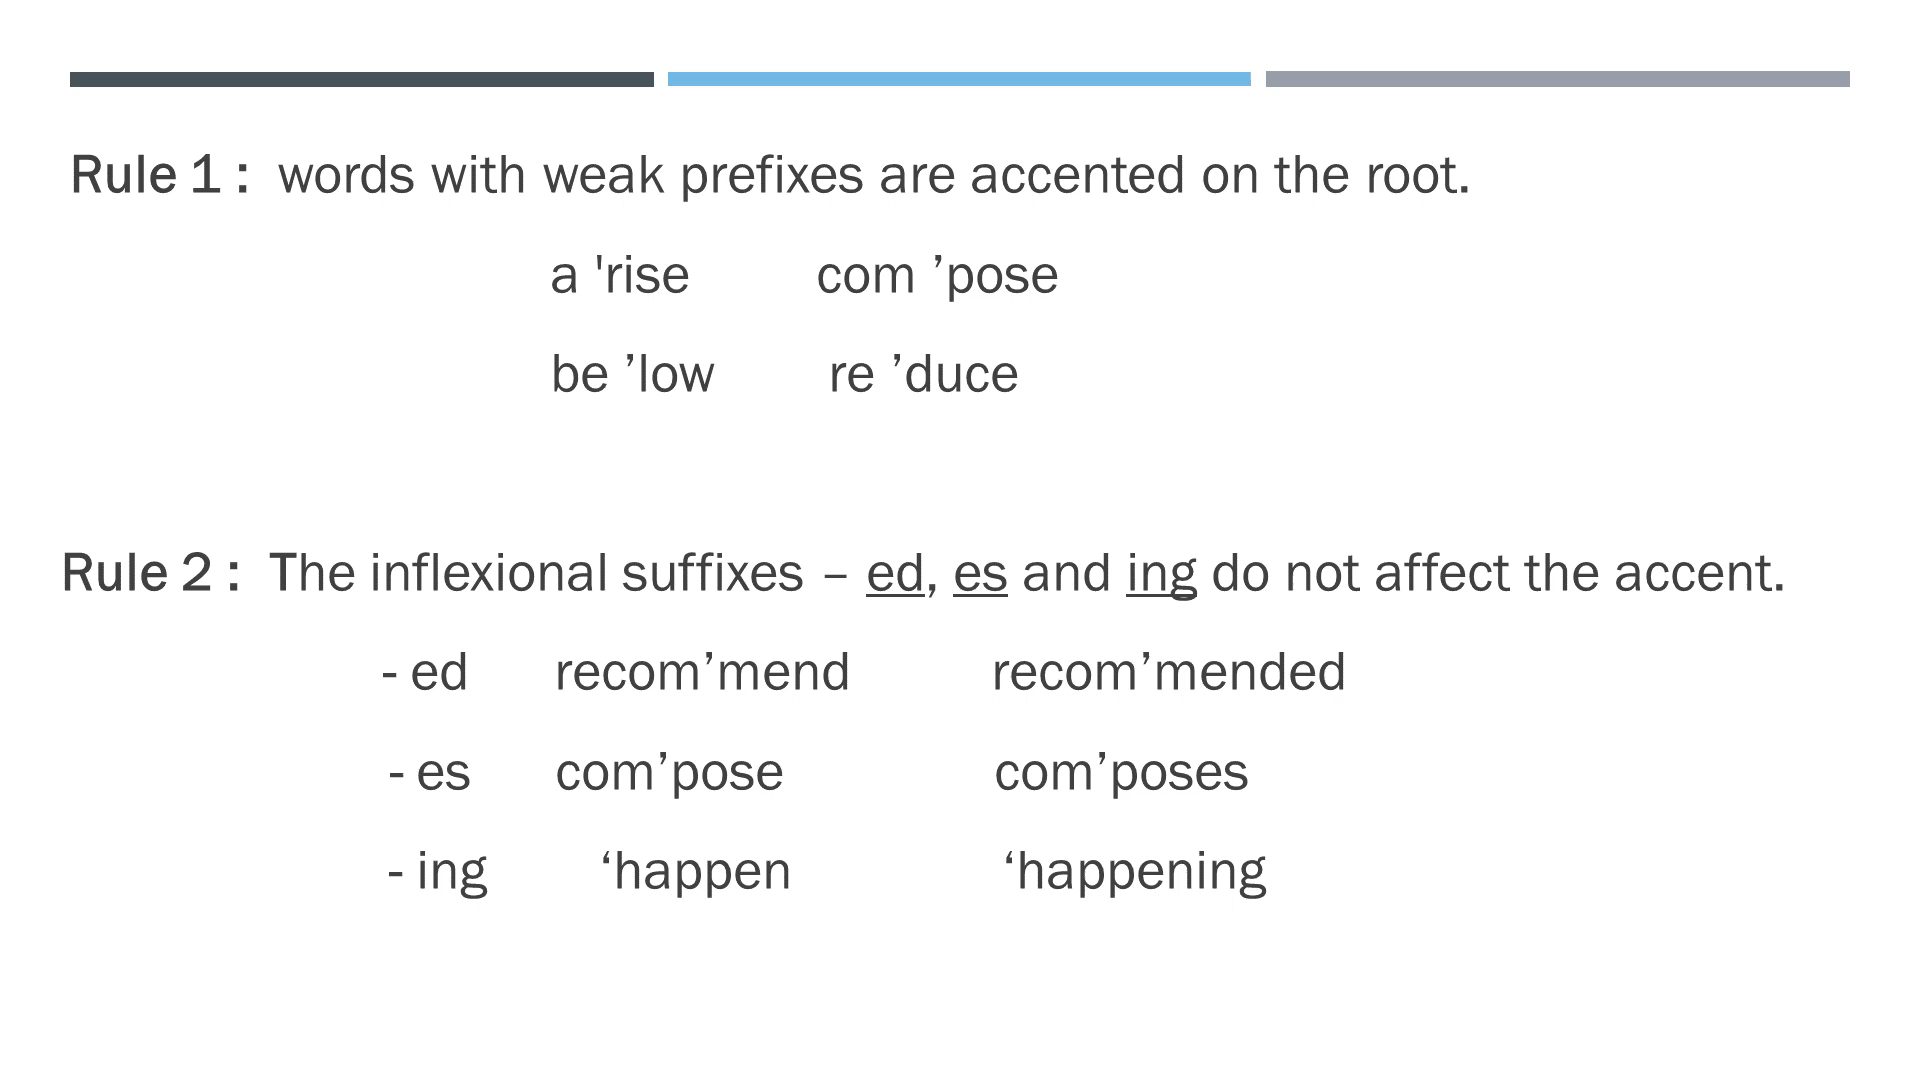 Rule 1 :  words with weak prefixes are accented on the root.
a 'rise com ’pose
be ’low re ’duce
Rule 2 :  The inflexional suffixes – ed, es and ing do not affect the accent.
- ed recom’mend recom’mended
- es com’pose com’poses
- ing ‘happen ‘happening